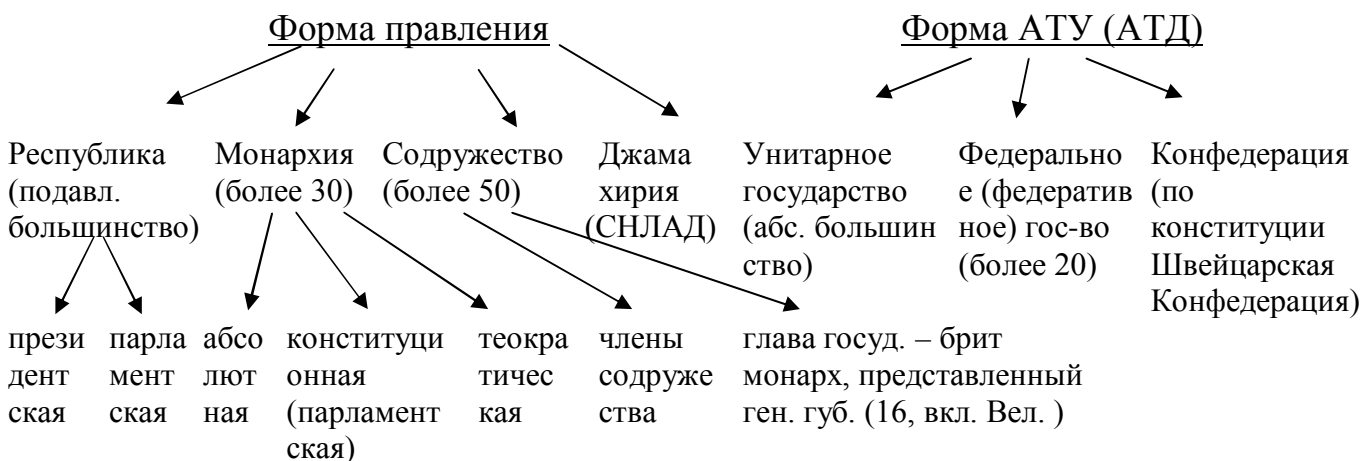 Форма правления
Форма АТУ (АТД)
Республика
(подавл.
большинство)
Монархия
(более 30)
Содружество
(более 50)
Джама
хирия
(СНЛАД)
Унитарное
государство
(абс. большин
ство)
Федерально
е (федератив
ное) гос-во
(более 20)
Конфедерация
(по
конституции
Швейцарская
Конфедерация)
прези
дент
ская
парла
мент
ская
абсо
лют
ная
конституци
онная
(парламент
ская)
теокра
тичес
кая
члены
содруже
ства
глава госуд. – брит
монарх, представленный
ген. губ. (16, вкл. Вел. )